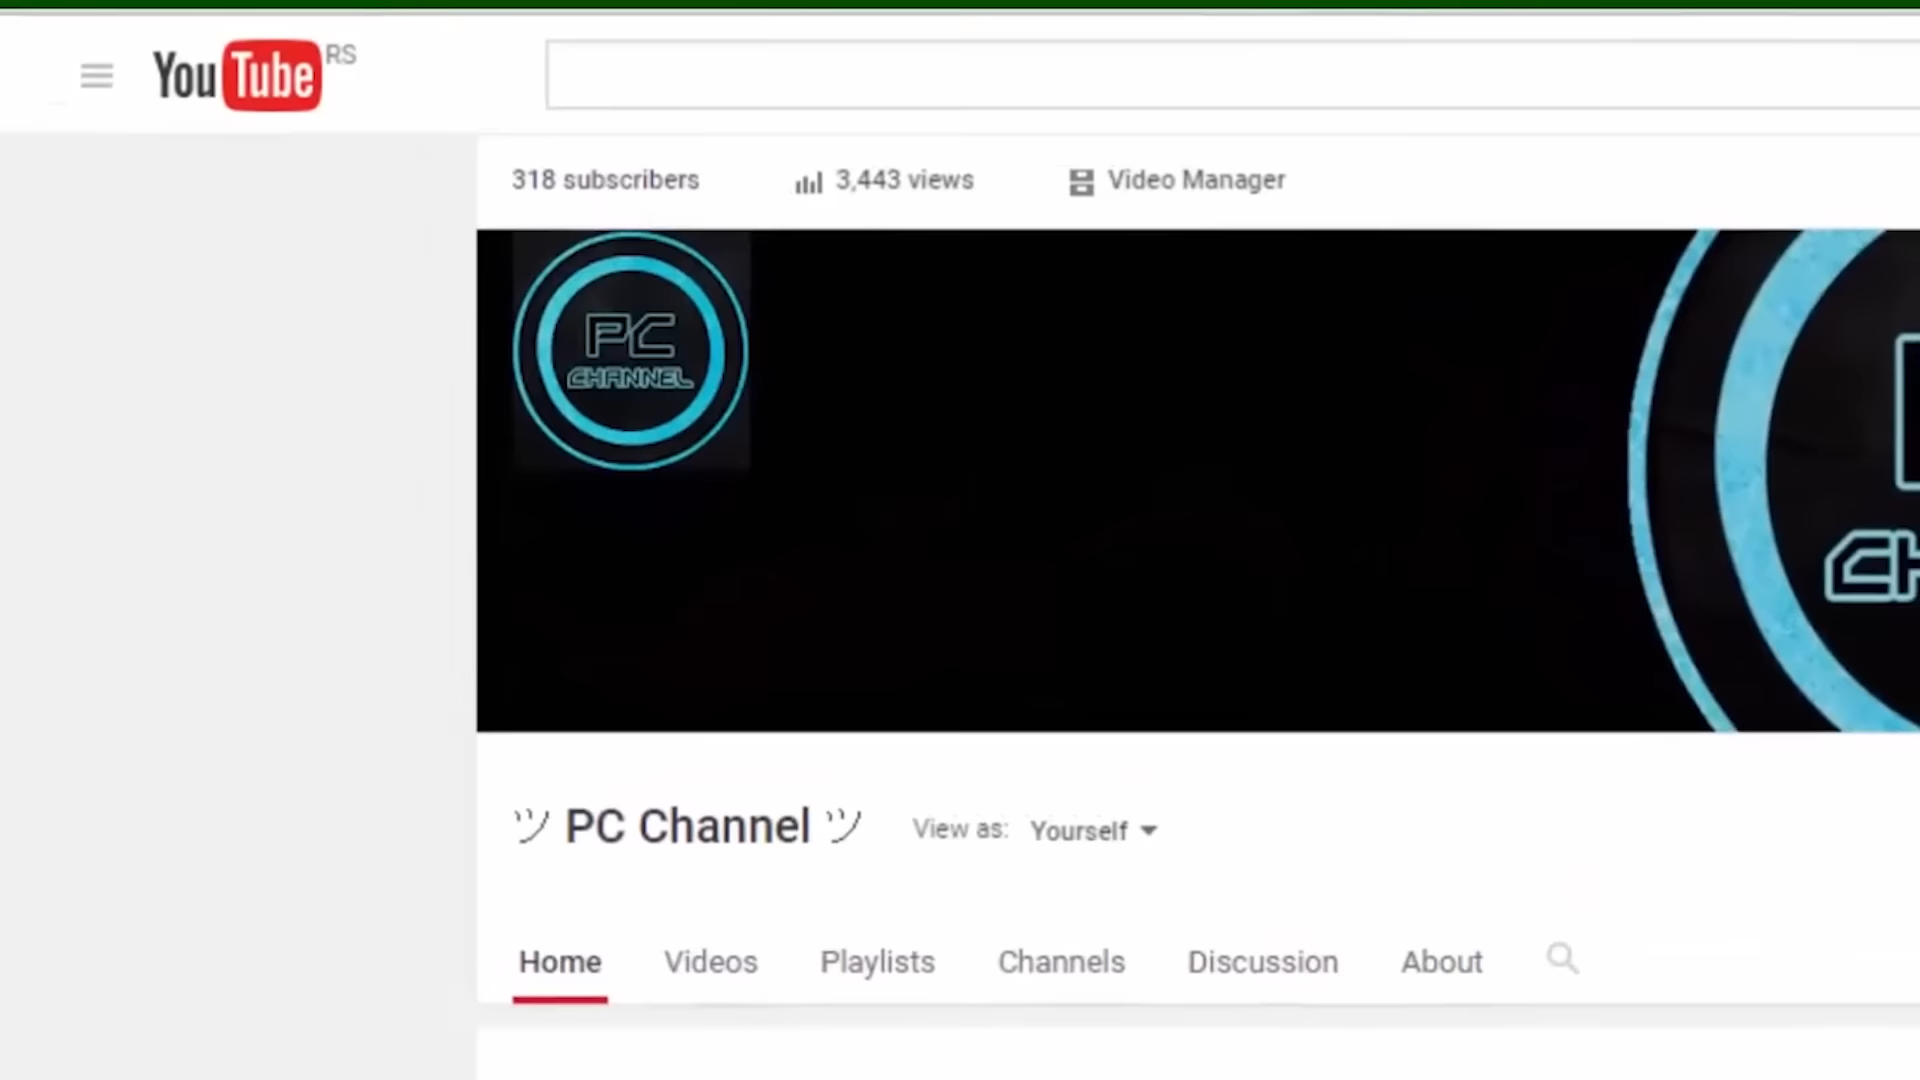 YouTube RS
318 subscribers 3,443 views Video Manager
PC
CHANNEL
CH
ツ PC Channel ツ View as: Yourself
Home Videos Playlists Channels Discussion About